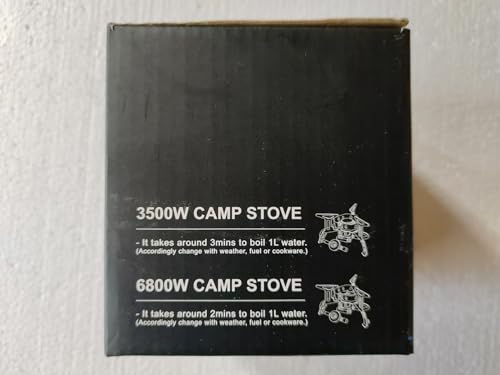 3500W CAMP STOVE
- It takes around 3mins to boil 1L water.
(Accordingly change with weather, fuel or cookware.)
6800W CAMP STOVE
- It takes around 2mins to boil 1L water.
(Accordingly change with weather, fuel or cookware.)